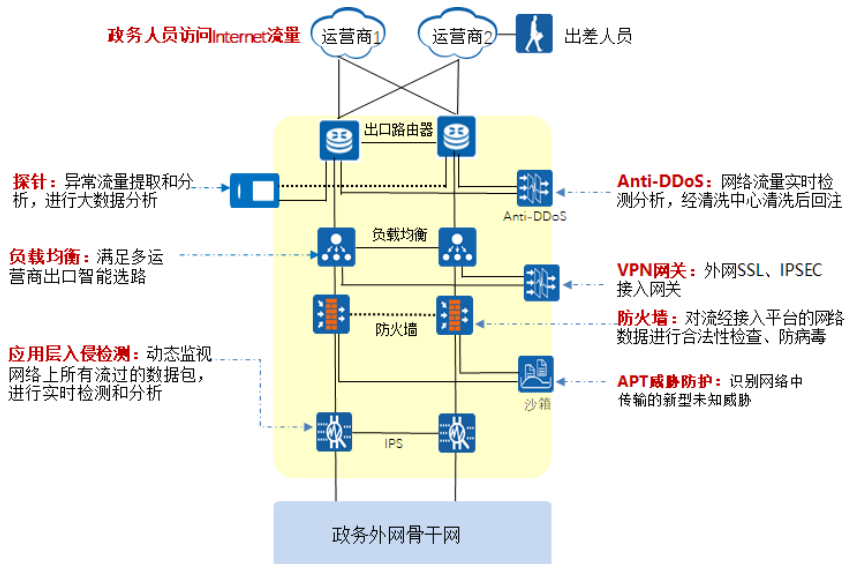 政务人员访问Internet流量
运营商1
运营商2
出差人员
出口路由器
探针：异常流量提取和分
析，进行大数据分析
Anti-DDoS：网络流量实时检
测分析，经清洗中心清洗后回注
Anti-DDoS
负载均衡
负载均衡：满足多运
营商出口智能选路
VPN网关：外网SSL、IPSEC
接入网关
防火墙
防火墙：对流经接入平台的网络
数据进行合法性检查、防病毒
应用层入侵检测：动态监视
网络上所有流过的数据包，
进行实时检测和分析
APT威胁防护：识别网络中
传输的新型未知威胁
沙箱
IPS
政务外网骨干网